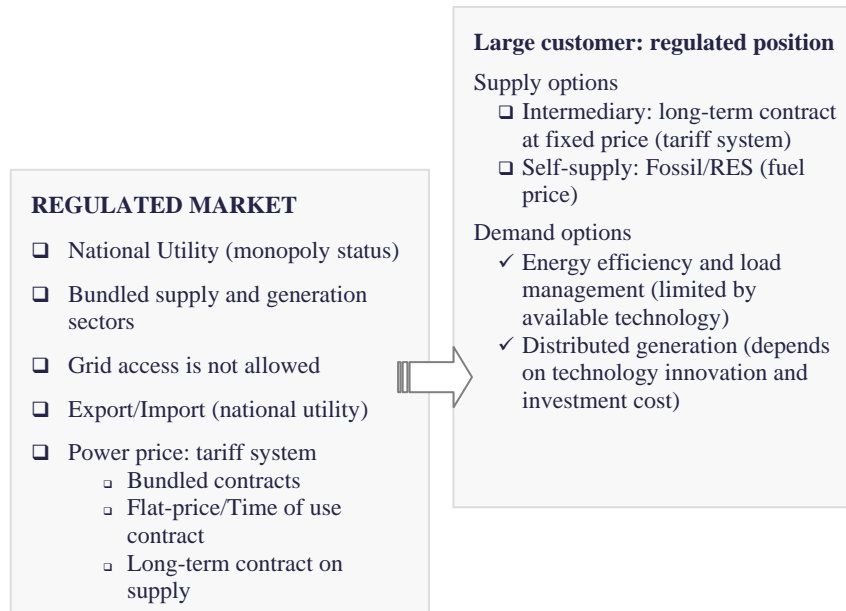 REGULATED MARKET
❑ National Utility (monopoly status)
❑ Bundled supply and generation
sectors
❑ Grid access is not allowed
❑ Export/Import (national utility)
❑ Power price: tariff system
❑ Bundled contracts
❑ Flat-price/Time of use
contract
❑ Long-term contract on
supply
Large customer: regulated position
Supply options
❑ Intermediary: long-term contract
at fixed price (tariff system)
❑ Self-supply: Fossil/RES (fuel
price)
Demand options
✓ Energy efficiency and load
management (limited by
available technology)
✓ Distributed generation (depends
on technology innovation and
investment cost)